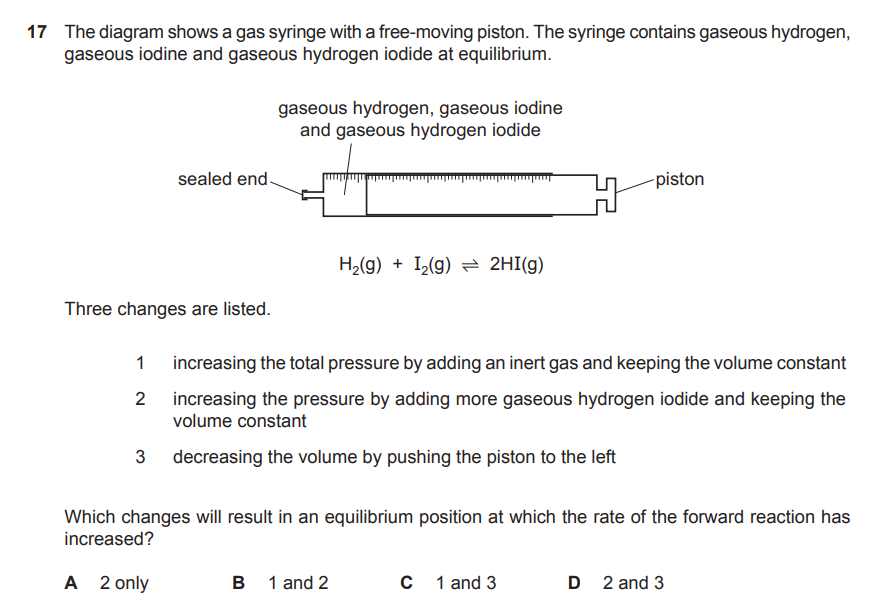 17 The diagram shows a gas syringe with a free-moving piston. The syringe contains gaseous hydrogen,
gaseous iodine and gaseous hydrogen iodide at equilibrium.
gaseous hydrogen, gaseous iodine
and gaseous hydrogen iodide
sealed end
piston
H₂(g) + I₂(g) ⇌ 2HI(g)
Three changes are listed.
1 increasing the total pressure by adding an inert gas and keeping the volume constant
2 increasing the pressure by adding more gaseous hydrogen iodide and keeping the
volume constant
3 decreasing the volume by pushing the piston to the left
Which changes will result in an equilibrium position at which the rate of the forward reaction has
increased?
A 2 only B 1 and 2 C 1 and 3 D 2 and 3